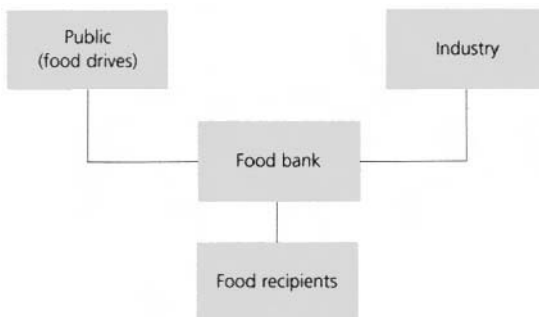 Public
(food drives)
Industry
Food bank
Food recipients